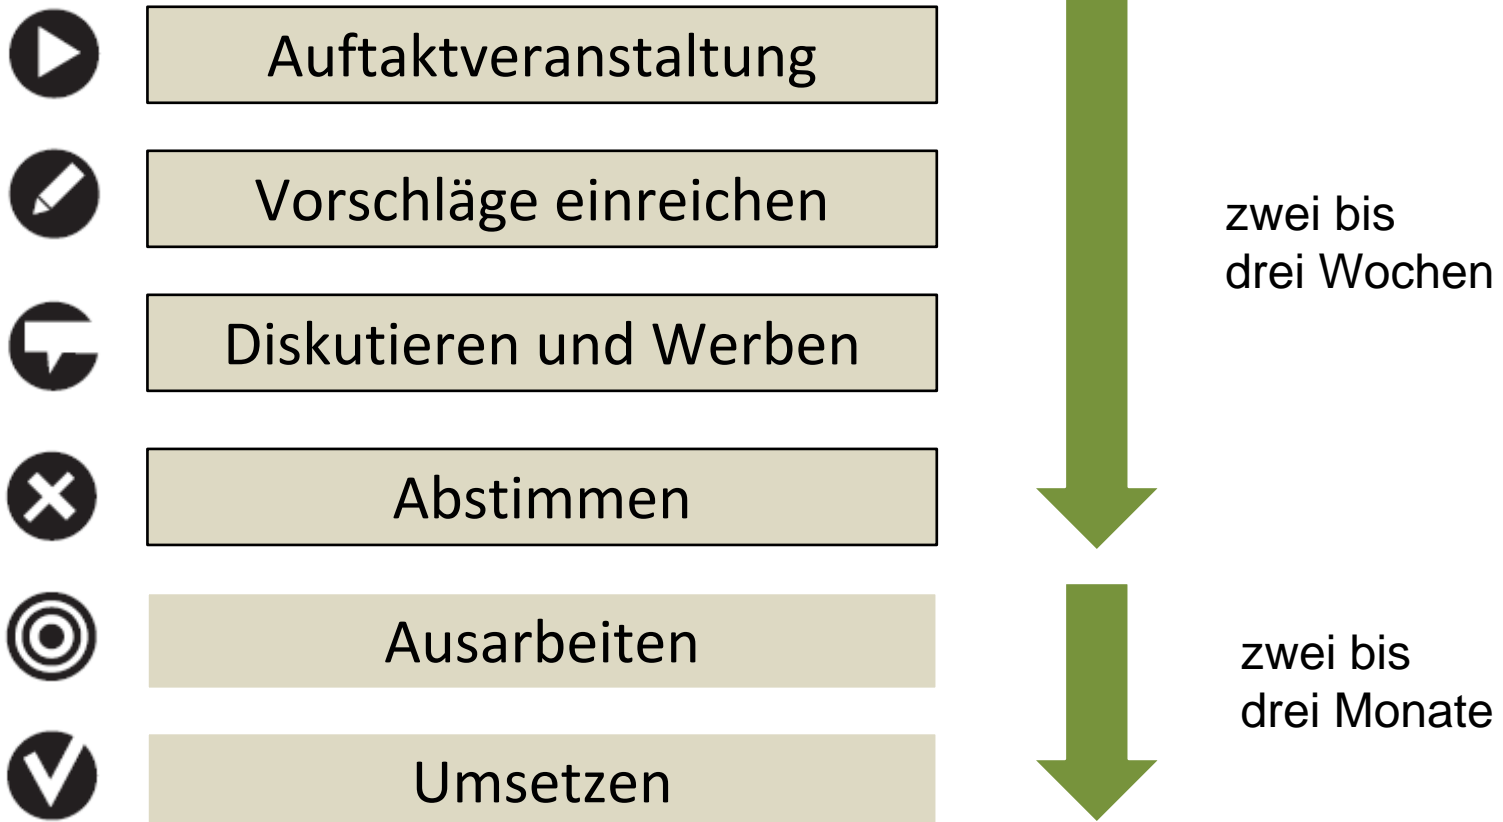 Auftaktveranstaltung
Vorschläge einreichen
Diskutieren und Werben
Abstimmen
zwei bis
drei Wochen
Ausarbeiten
Umsetzen
zwei bis
drei Monate